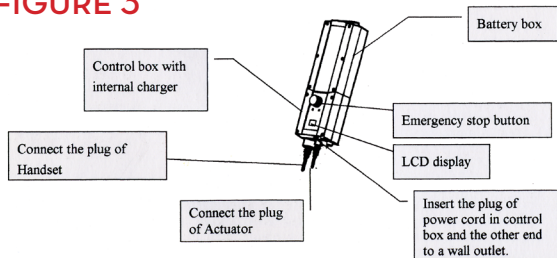 FIGURE 3
Battery box
Control box with
internal charger
Emergency stop button
Connect the plug of
Handset
LCD display
Connect the plug
of Actuator
Insert the plug of
power cord in control
box and the other end
to a wall outlet.